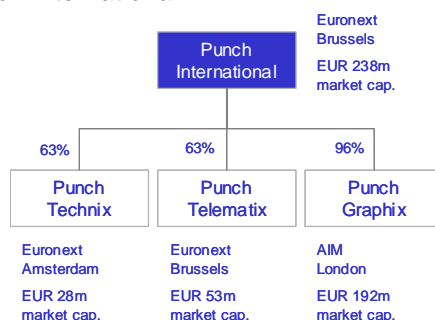 Punch
International
Euronext
Brussels
EUR 238m
market cap.
63%
63%
96%
Punch
Technix
Punch
Telematix
Punch
Graphix
Euronext
Amsterdam
EUR 28m
market cap.
Euronext
Brussels
EUR 53m
market cap.
AIM
London
EUR 192m
market cap.